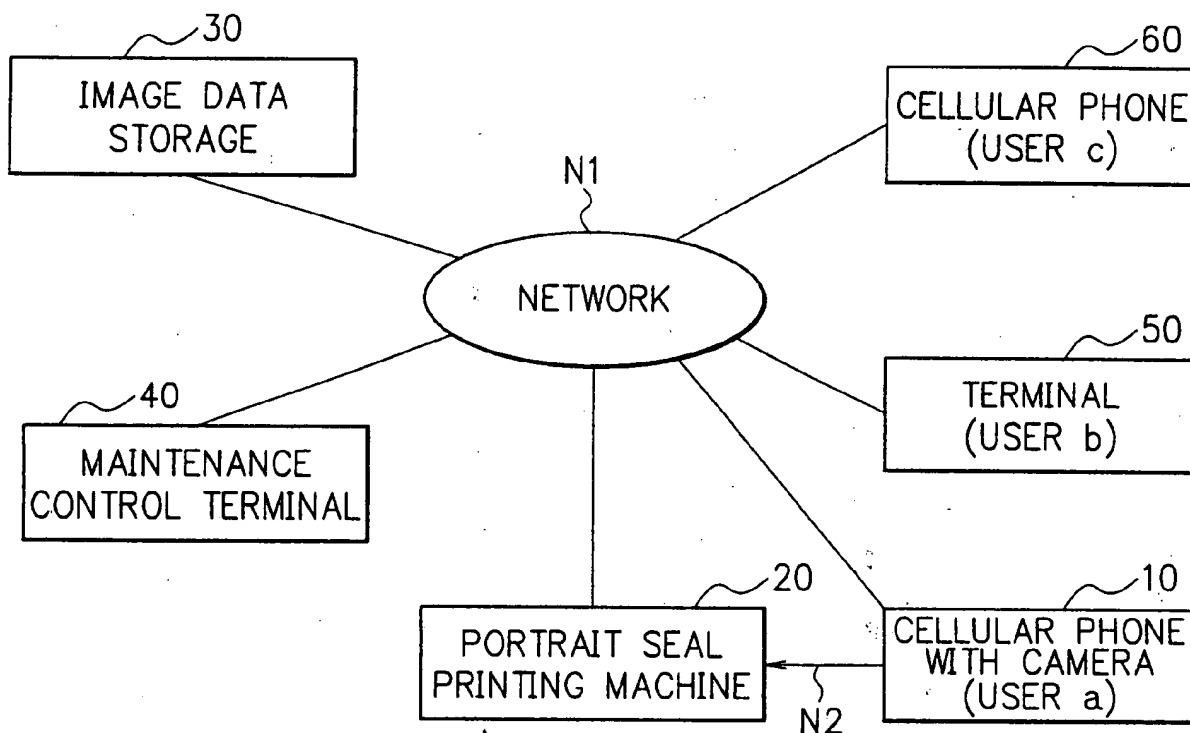 30
IMAGE DATA
STORAGE
60
CELLULAR PHONE
(USER c)
N1
NETWORK
50
TERMINAL
(USER b)
40
MAINTENANCE
CONTROL TERMINAL
20
PORTRAIT SEAL
PRINTING MACHINE
10
CELLULAR PHONE
WITH CAMERA
(USER a)
N2